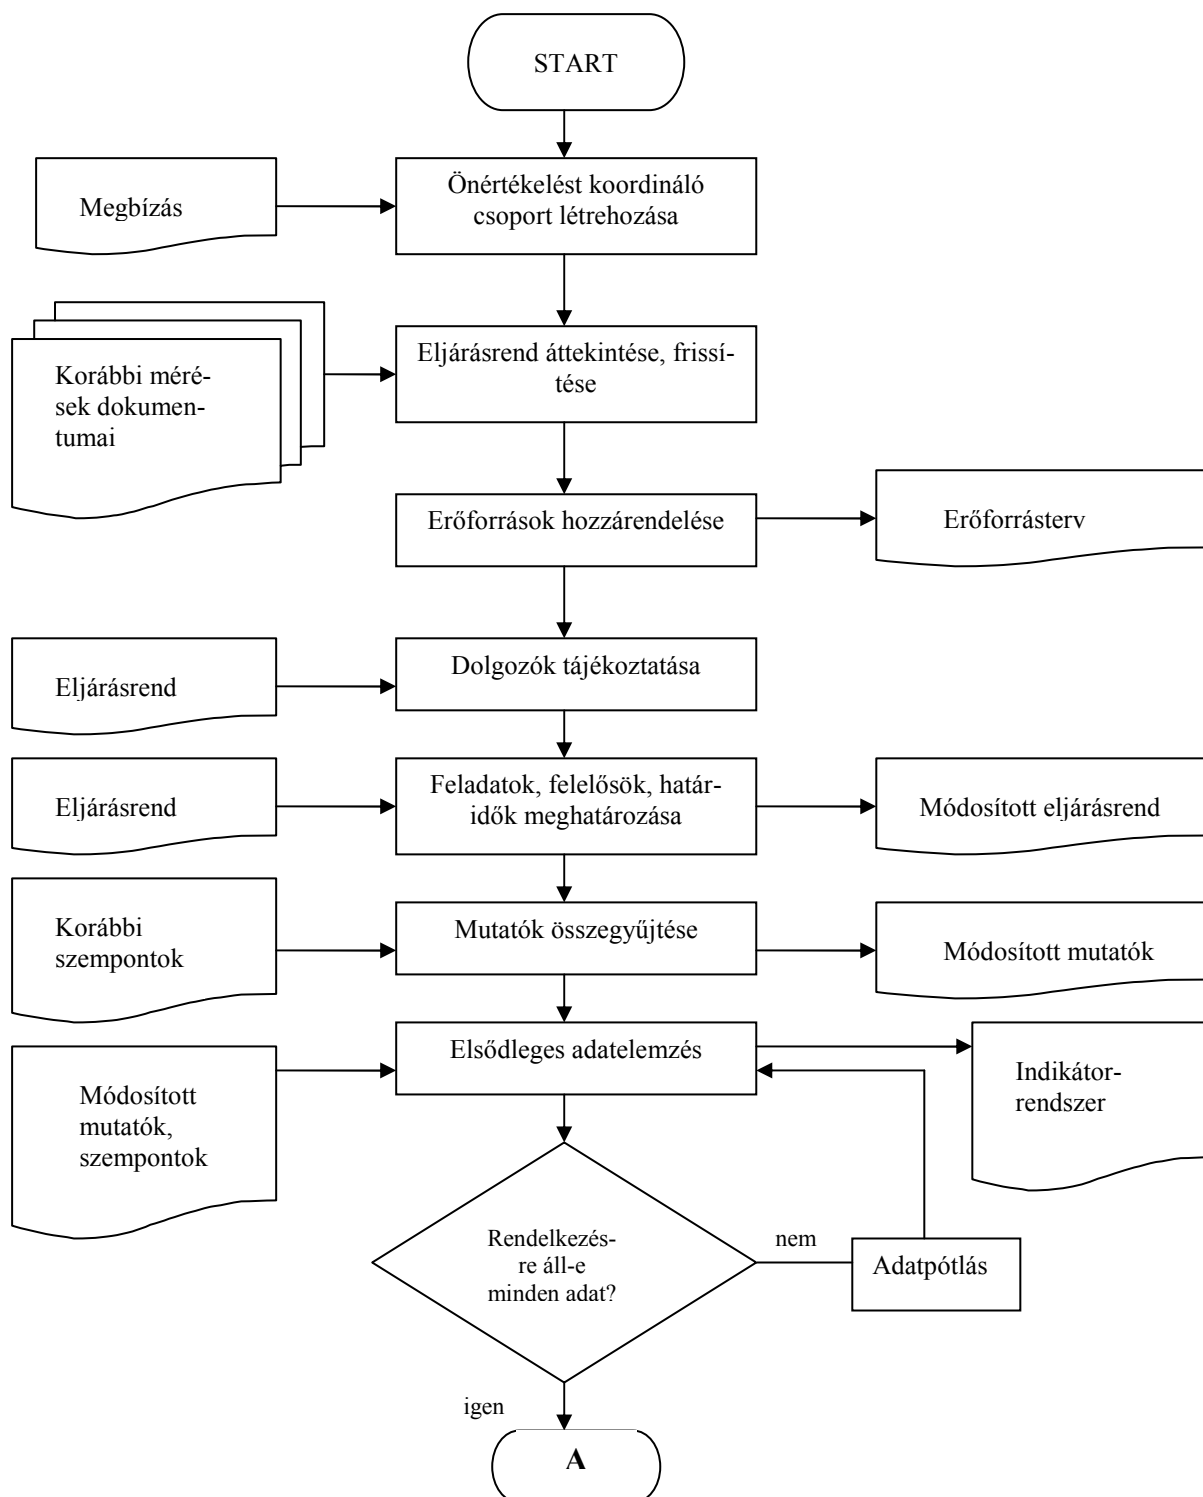 START
Megbízás
Önértékelést koordináló
csoport létrehozása
Korábbi méré-
sek dokumen-
tumai
Eljárásrend áttekintése, frissí-
tése
Erőforrások hozzárendelése
Erőforrásterv
Eljárásrend
Dolgozók tájékoztatása
Eljárásrend
Feladatok, felelősök, határ-
idők meghatározása
Módosított eljárásrend
Korábbi
szempontok
Mutatók összegyűjtése
Módosított mutatók
Módosított
mutatók,
szempontok
Elsődleges adatelemzés
Indikátor-
rendszer
Rendelkezés-
re áll-e
minden adat?
nem
Adatpótlás
igen
A